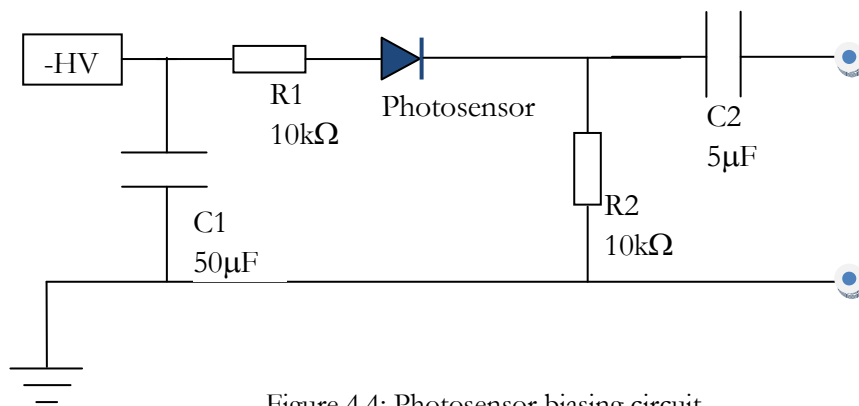 -HV
R1
10kΩ
Photosensor
C2
5μF
C1
50μF
R2
10kΩ
Figure 4.4: Photosensor biasing circuit